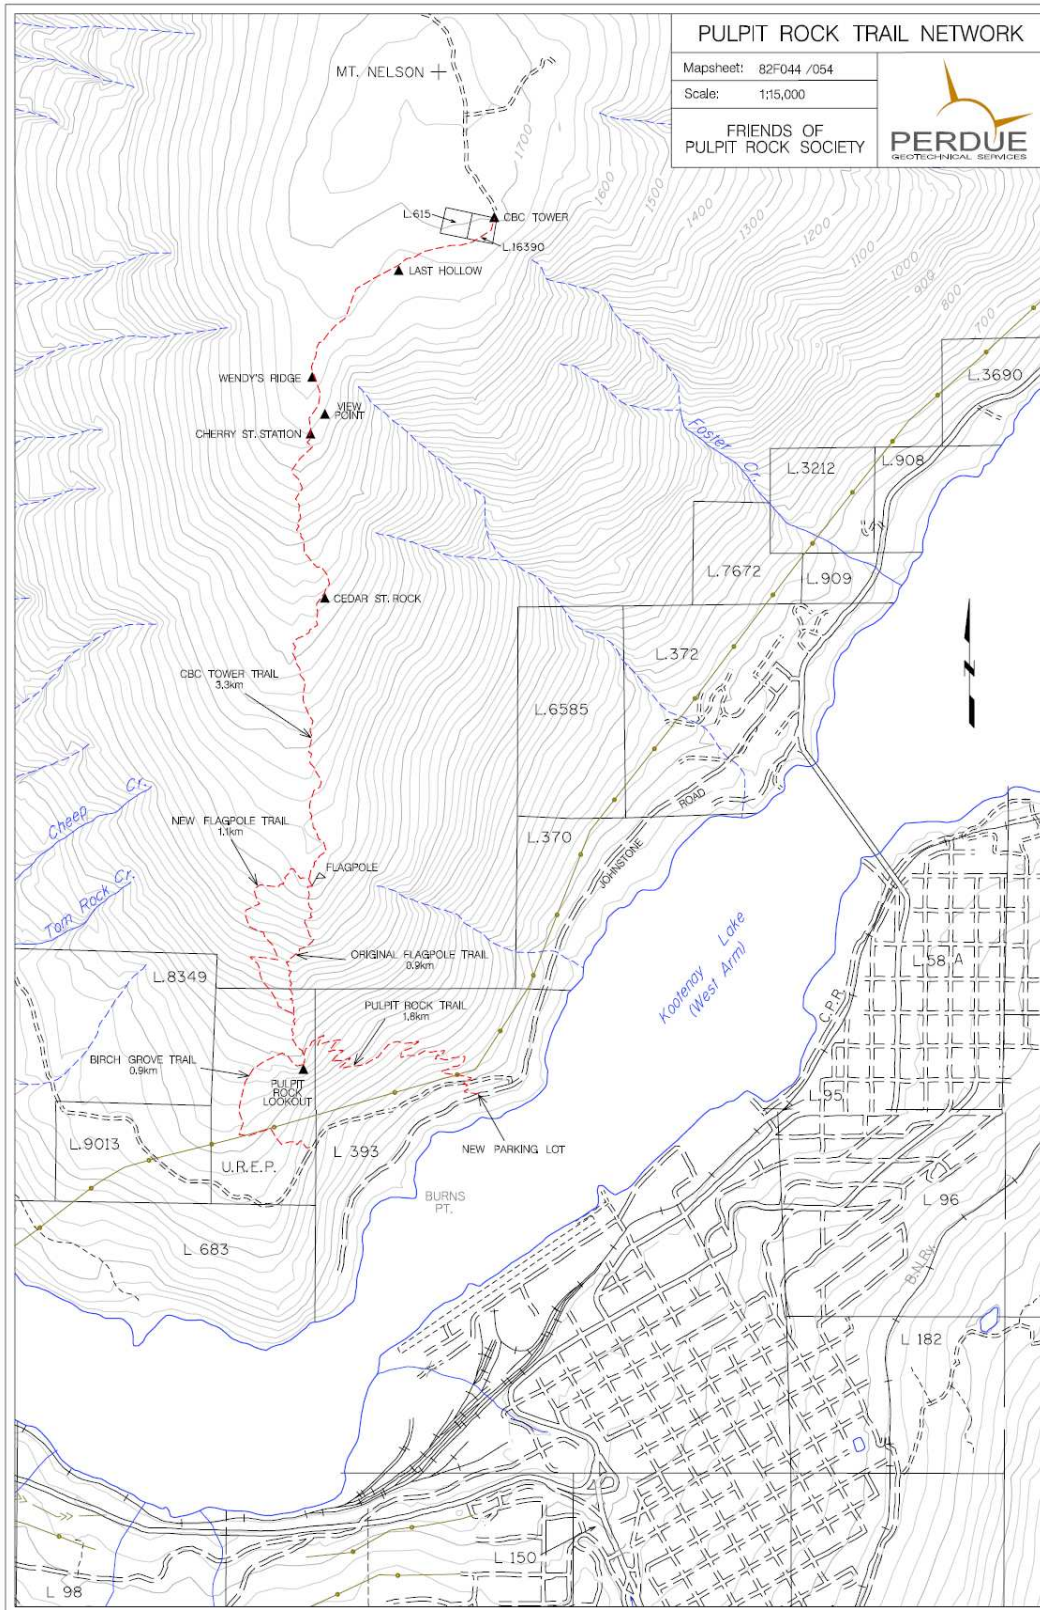 PULPIT ROCK TRAIL NETWORK
Mapsheet: 82F044 /054
Scale: 1:15,000
FRIENDS OF
PULPIT ROCK SOCIETY
PERDUE
GEOTECHNICAL SERVICES
MT. NELSON
1700
1600
1500
1400
1300
1200
1100
1000
900
800
700
L.615
CBC TOWER
L.16390
LAST HOLLOW
WENDY'S RIDGE
VIEW
POINT
CHERRY ST. STATION
L.3690
Foster Cr.
L.3212
L.908
L.7672
L.909
CEDAR ST. ROCK
L.372
CBC TOWER TRAIL
3.3km
L.6585
Cheep Cr.
NEW FLAGPOLE TRAIL
1.1km
L.370
JOHNSTONE ROAD
FLAGPOLE
Tom Rock Cr.
N
ORIGINAL FLAGPOLE TRAIL
0.9km
Kootenay Lake
(West Arm)
L.58 A
L.8349
PULPIT ROCK TRAIL
1.8km
C.P.R.
BIRCH GROVE TRAIL
0.9km
PULPIT
ROCK
LOOKOUT
L.95
L.9013
L 393
NEW PARKING LOT
U.R.E.P.
BURNS
PT.
L 96
L 683
B.N.Ry.
L 182
L 150
L 98